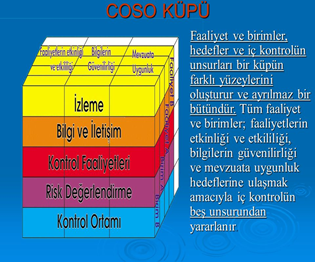 COSO KÜPÜ
Faaliyetlerin etkinliği
ve etkililiği
Bilgilerin
Güvenilirliği
Mevzuata
Uygunluk
İzleme
Bilgi ve İletişim
Kontrol Faaliyetleri
Risk Değerlendirme
Kontrol Ortamı
Faaliyet ve birimler,
hedefler ve iç kontrolün
unsurları bir küpün
farklı yüzeylerini
oluşturur ve ayrılmaz bir
bütündür. Tüm faaliyet
ve birimler; faaliyetlerin
etkinliği ve etkililiği,
bilgilerin güvenilirliği
ve mevzuata uygunluk
hedeflerine ulaşmak
amacıyla iç kontrolün
beş unsurundan
yararlanır